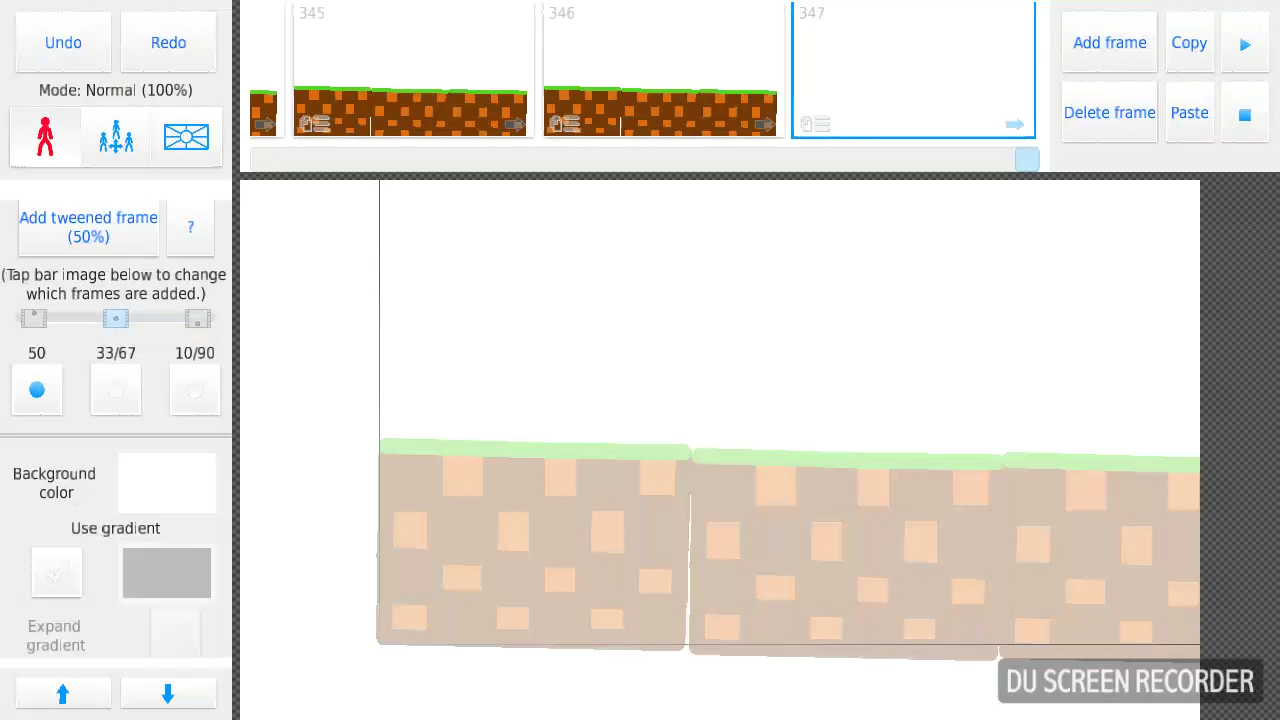 Undo
Redo
Mode: Normal (100%)
345
346
347
Add frame
Copy
Delete frame
Paste
Add tweened frame
(50%)
?
(Tap bar image below to change
which frames are added.)
50
33/67
10/90
Background
color
Use gradient
Expand
gradient
DU SCREEN RECORDER